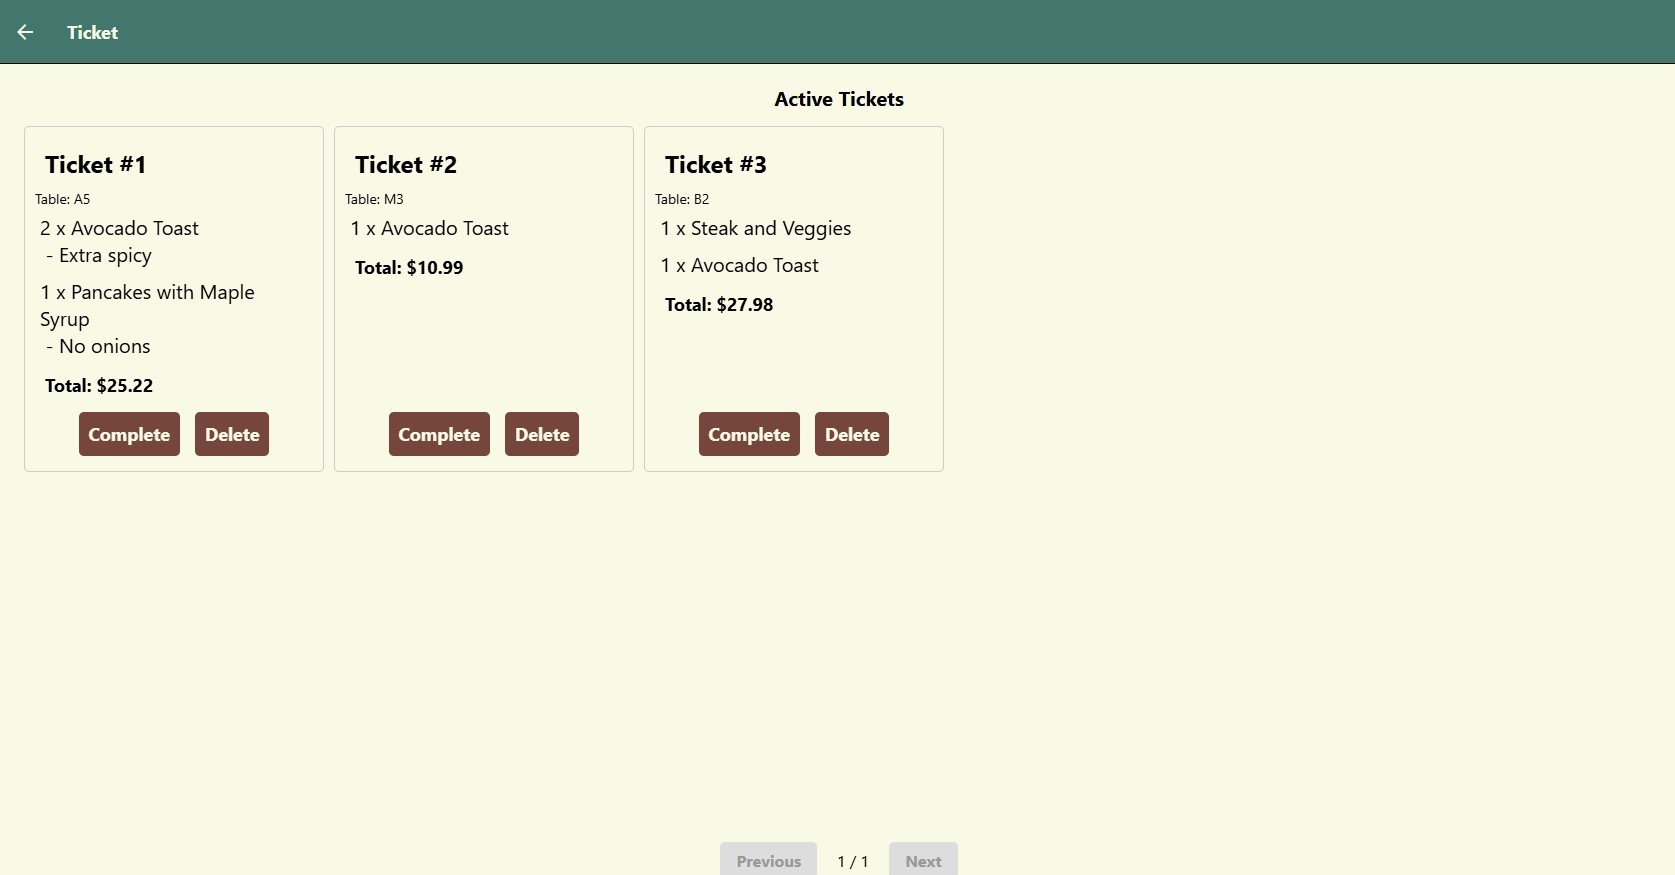 Ticket
Active Tickets
Ticket #1
Table: A5
2 x Avocado Toast
- Extra spicy
1 x Pancakes with Maple
Syrup
- No onions
Total: $25.22
Complete Delete
Ticket #2
Table: M3
1 x Avocado Toast
Total: $10.99
Complete Delete
Ticket #3
Table: B2
1 x Steak and Veggies
1 x Avocado Toast
Total: $27.98
Complete Delete
Previous 1 / 1 Next